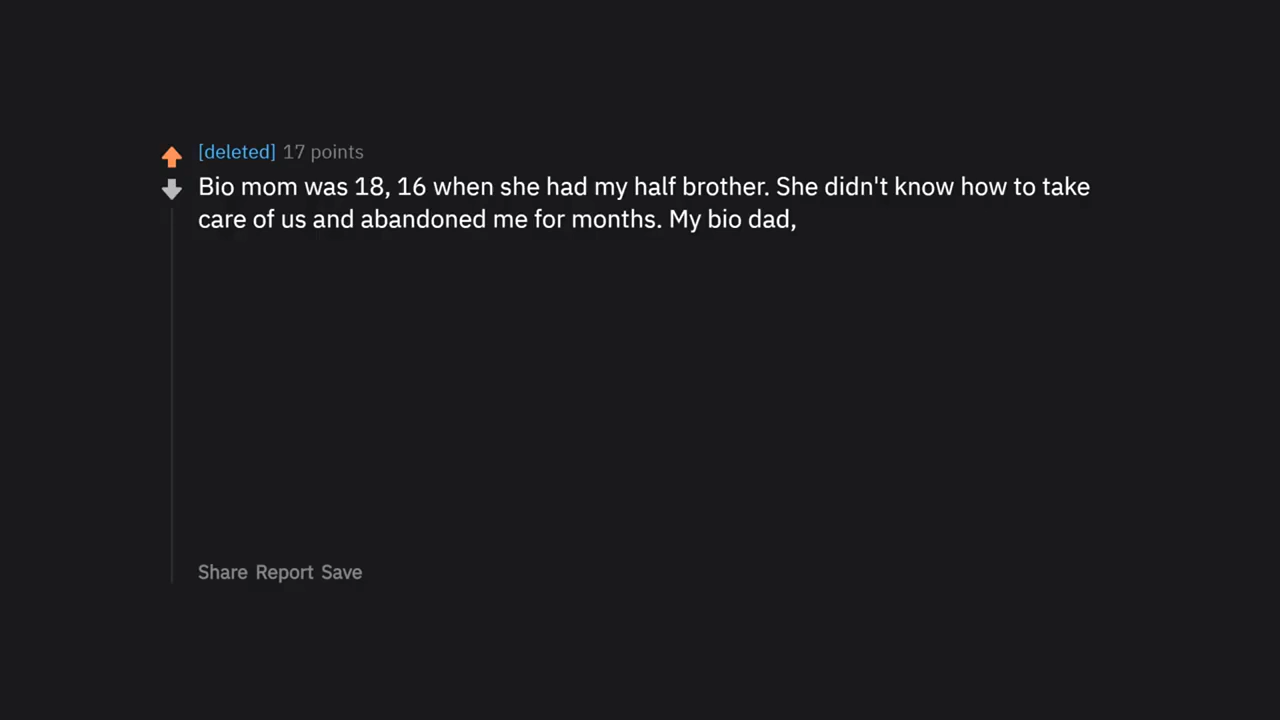 [deleted] 17 points
Bio mom was 18, 16 when she had my half brother. She didn't know how to take
care of us and abandoned me for months. My bio dad,
Share Report Save